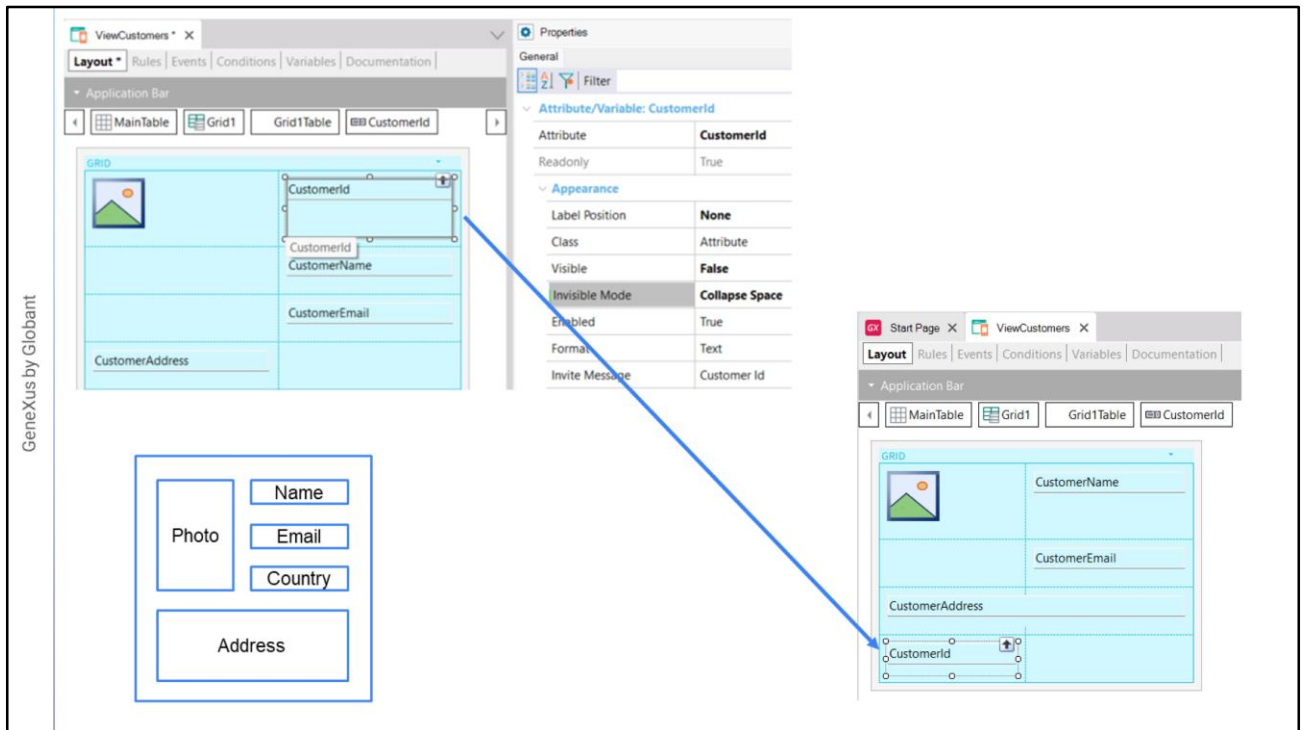 GeneXus by Globant
ViewCustomers *
Layout * Rules Events Conditions Variables Documentation
Application Bar
MainTable Grid1 Grid1Table CustomerId
GRID
CustomerId
CustomerId
CustomerName
CustomerEmail
CustomerAddress
Properties
General
Filter
Attribute/Variable: CustomerId
Attribute CustomerId
Readonly True
Appearance
Label Position None
Class Attribute
Visible False
Invisible Mode Collapse Space
Enabled True
Format Text
Invite Message Customer Id
Photo
Name
Email
Country
Address
GX Start Page ViewCustomers
Layout Rules Events Conditions Variables Documentation
Application Bar
MainTable Grid1 Grid1Table CustomerId
GRID
CustomerName
CustomerEmail
CustomerAddress
CustomerId